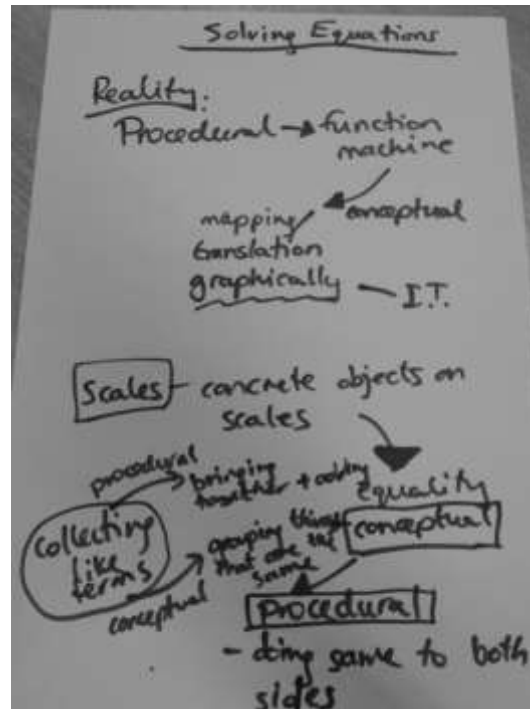 Solving Equations
Reality:
Procedural → function
machine
mapping/ conceptual
translation
graphically — I.T.
Scales - concrete objects on
scales
procedural
bringing
together + adding
equality
conceptual
collecting
like
terms
grouping things
that are the
same
conceptual
procedural
- doing same to both
sides